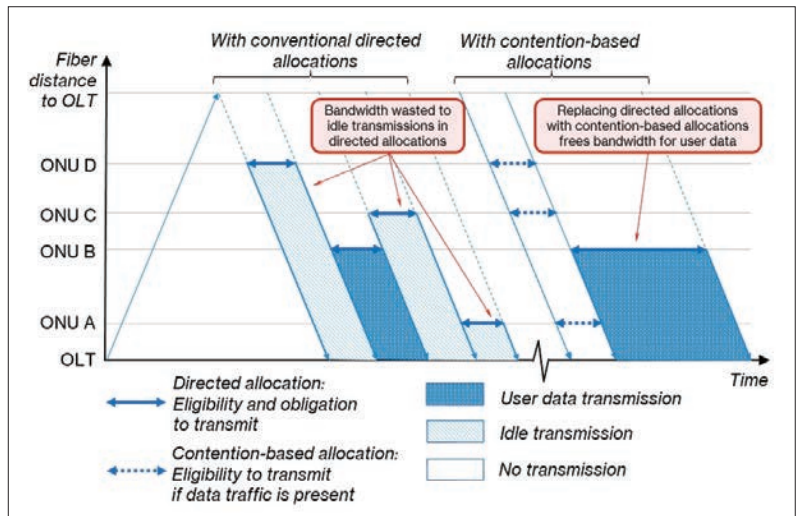 With conventional directed
allocations
With contention-based
allocations
Fiber
distance
to OLT
Bandwidth wasted to
idle transmissions in
directed allocations
Replacing directed allocations
with contention-based allocations
frees bandwidth for user data
ONU D
ONU C
ONU B
ONU A
OLT
Time
Directed allocation:
Eligibility and obligation
to transmit
Contention-based allocation:
Eligibility to transmit
if data traffic is present
User data transmission
Idle transmission
No transmission